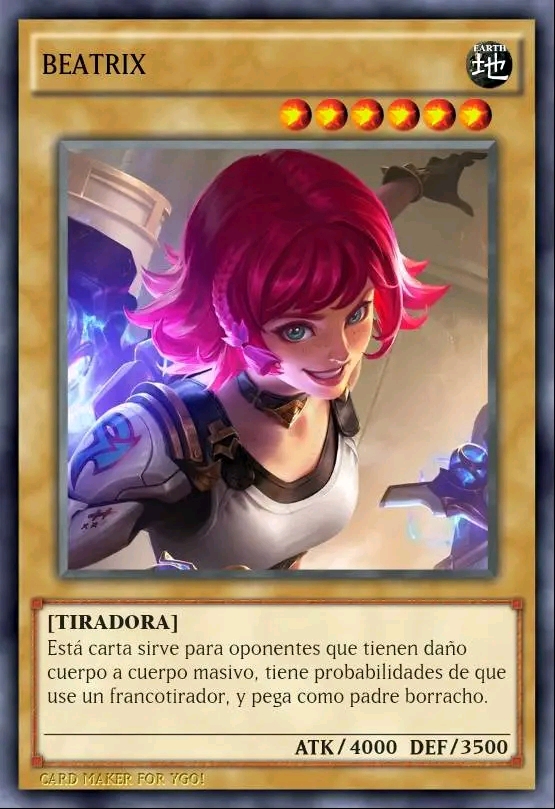 BEATRIX
EARTH
地
[TIRADORA]
Está carta sirve para oponentes que tienen daño
cuerpo a cuerpo masivo, tiene probabilidades de que
use un francotirador, y pega como padre borracho.
ATK/4000 DEF/3500
CARD MAKER FOR YGO!